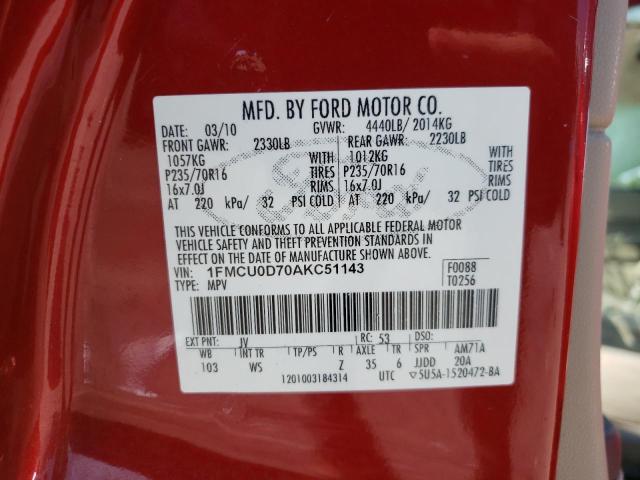 MFD. BY FORD MOTOR CO.
DATE: 03/10 GVWR: 4440LB/ 2014KG
FRONT GAWR: 2330LB REAR GAWR: 2230LB
1057KG WITH 1012KG WITH
P235/70R16 TIRES P235/70R16 TIRES
16x7.0J RIMS 16x7.0J RIMS
AT 220 kPa/ 32 PSI COLD AT 220 kPa/ 32 PSI COLD
THIS VEHICLE CONFORMS TO ALL APPLICABLE FEDERAL MOTOR
VEHICLE SAFETY AND THEFT PREVENTION STANDARDS IN
EFFECT ON THE DATE OF MANUFACTURE SHOWN ABOVE.
VIN: 1FMCU0D70AKC51143 F0088
TYPE: MPV T0256
EXT PNT: JV RC: 53 DSO:
WB INT TR TP/PS R AXLE TR SPR AM71A
103 WS Z 35 6 JJDD 20A
1201003184314 UTC ▽5U5A-1520472-BA